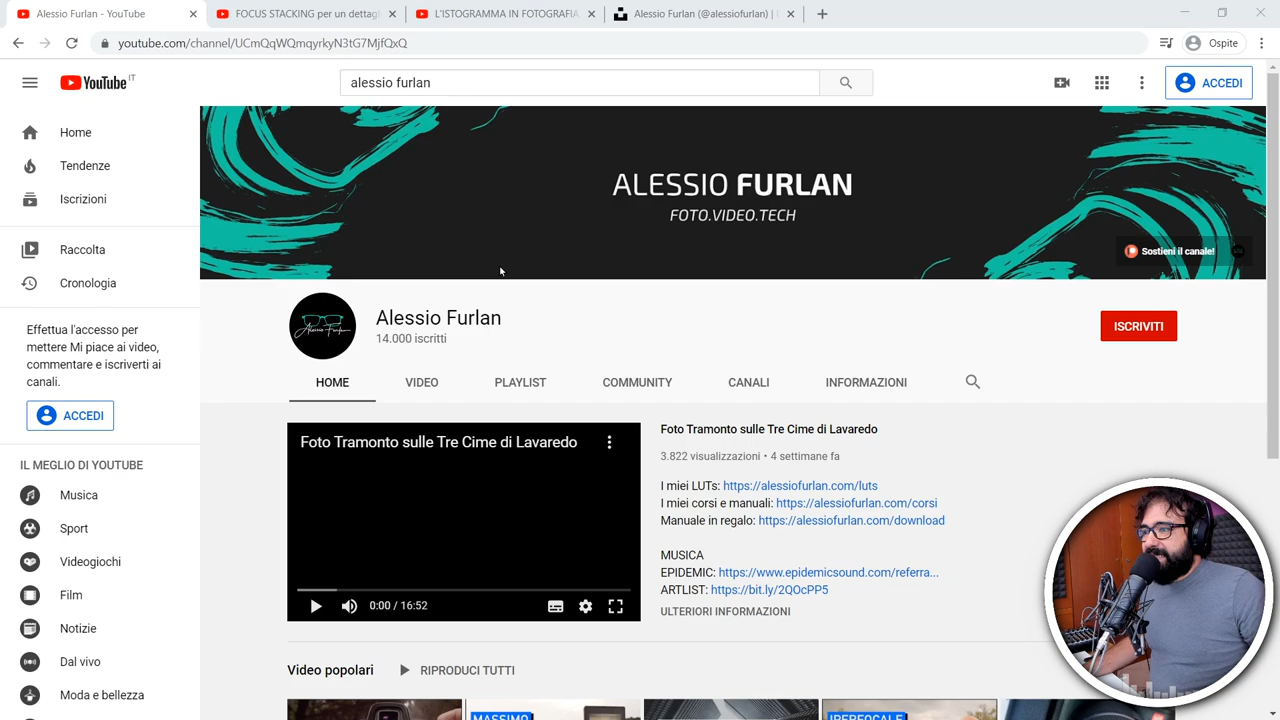 Alessio Furlan - YouTube
FOCUS STACKING per un dettagl
L'ISTOGRAMMA IN FOTOGRAFIA
Alessio Furlan (@alessiofurlan) |
youtube.com/channel/UCmQqWQmqyrkyN3tG7MjfQxQ
Ospite
YouTube IT
alessio furlan
ACCEDI
Home
Tendenze
Iscrizioni
Raccolta
Cronologia
Effettua l'accesso per
mettere Mi piace ai video,
commentare e iscriverti ai
canali.
ACCEDI
IL MEGLIO DI YOUTUBE
Musica
Sport
Videogiochi
Film
Notizie
Dal vivo
Moda e bellezza
ALESSIO FURLAN
FOTO.VIDEO.TECH
Sostieni il canale!
Alessio Furlan
Alessio Furlan
14.000 iscritti
ISCRIVITI
HOME
VIDEO
PLAYLIST
COMMUNITY
CANALI
INFORMAZIONI
Foto Tramonto sulle Tre Cime di Lavaredo
0:00 / 16:52
Foto Tramonto sulle Tre Cime di Lavaredo
3.822 visualizzazioni • 4 settimane fa
I miei LUTs: https://alessiofurlan.com/luts
I miei corsi e manuali: https://alessiofurlan.com/corsi
Manuale in regalo: https://alessiofurlan.com/download
MUSICA
EPIDEMIC: https://www.epidemicsound.com/referra...
ARTLIST: https://bit.ly/2QOcPP5
ULTERIORI INFORMAZIONI
Video popolari
RIPRODUCI TUTTI
MASSIMO
IPERFOCALE